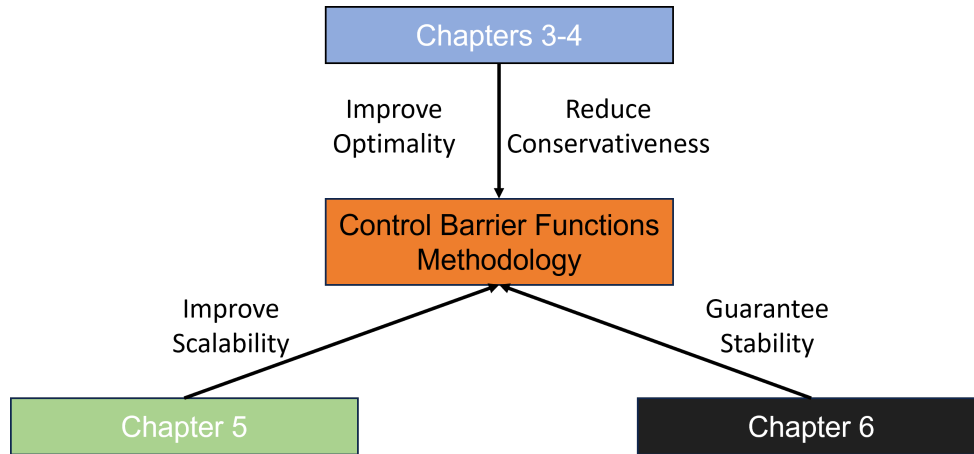 Chapters 3-4
Improve
Optimality
Reduce
Conservativeness
Control Barrier Functions
Methodology
Improve
Scalability
Guarantee
Stability
Chapter 5
Chapter 6